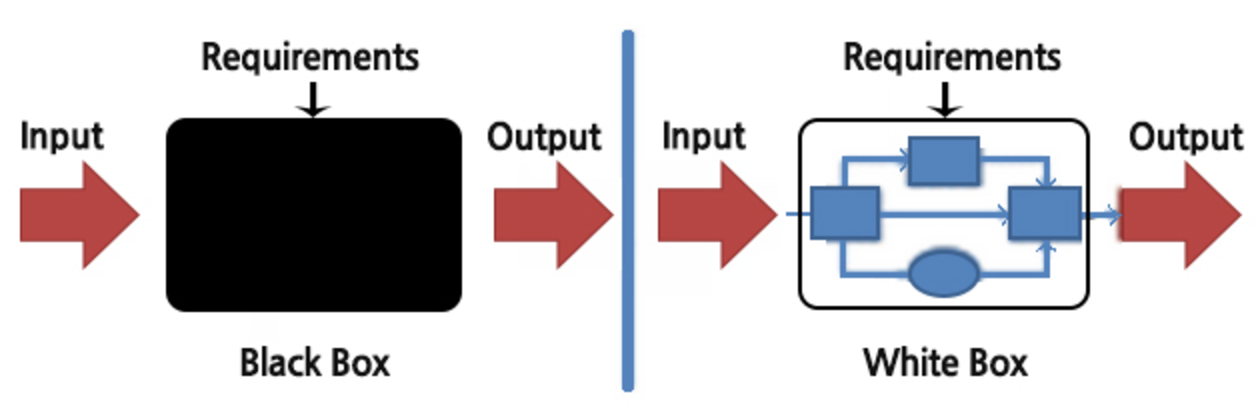 Requirements
Input
Output
Black Box
Requirements
Input
Output
White Box